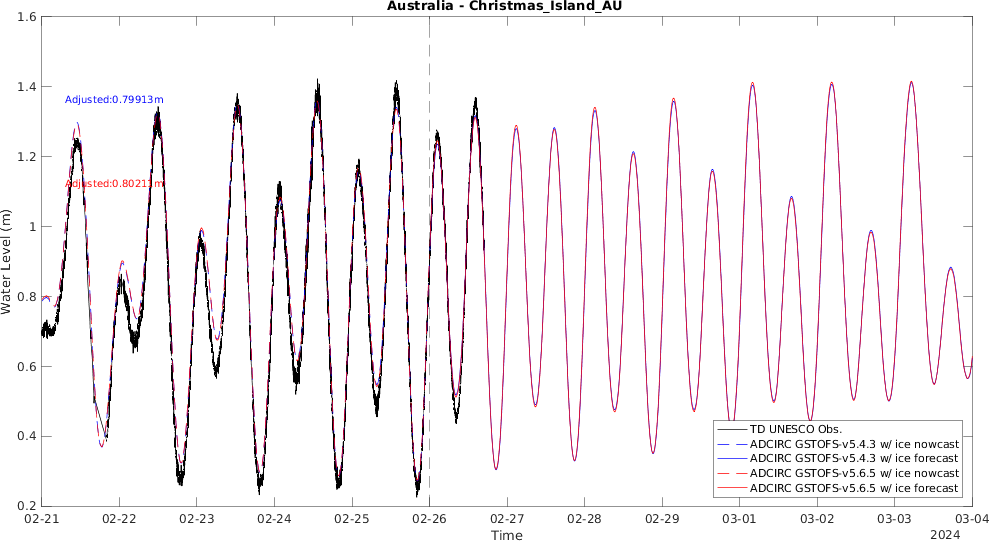 Australia - Christmas_Island_AU
1.6
1.4
1.2
1
0.8
0.6
0.4
0.2
Water Level (m)
Adjusted:0.79913m
Adjusted:0.80211m
TD UNESCO Obs.
ADCIRC GSTOFS-v5.4.3 w/ ice nowcast
ADCIRC GSTOFS-v5.4.3 w/ ice forecast
ADCIRC GSTOFS-v5.6.5 w/ ice nowcast
ADCIRC GSTOFS-v5.6.5 w/ ice forecast
02-21 02-22 02-23 02-24 02-25 02-26 02-27 02-28 02-29 03-01 03-02 03-03 03-04
Time
2024